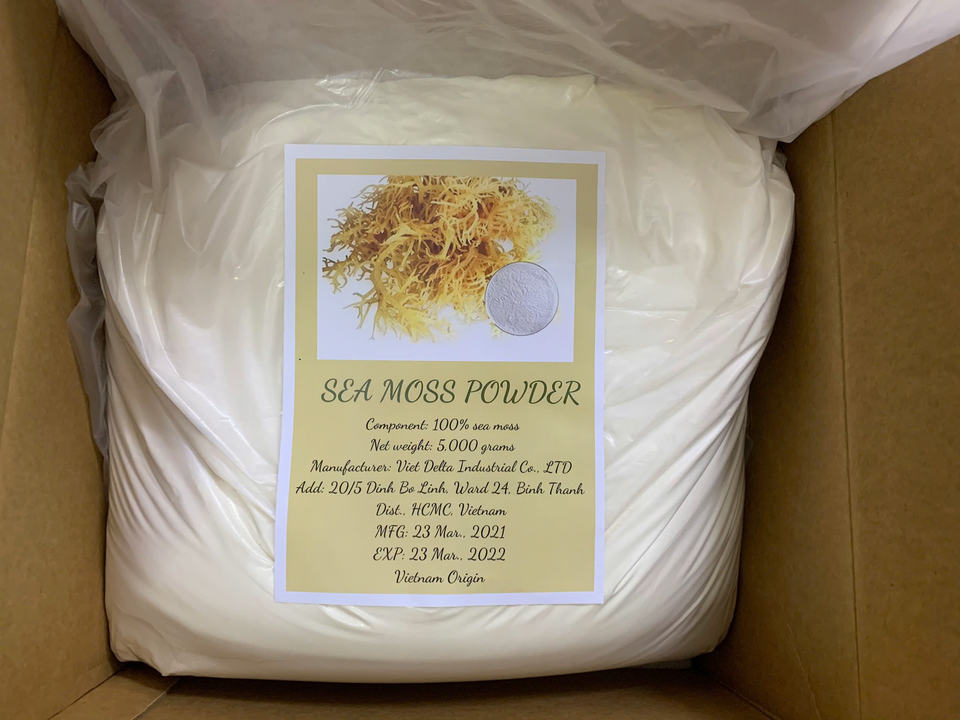 SEA MOSS POWDER
Component: 100% sea moss
Net weight: 5.000 grams
Manufacturer: Viet Delta Industrial Co., LTD
Add: 20/5 Dinh Bo Linh, Ward 24, Binh Thanh
Dist., HCMC, Vietnam
MFG: 23 Mar., 2021
EXP: 23 Mar., 2022
Vietnam Origin